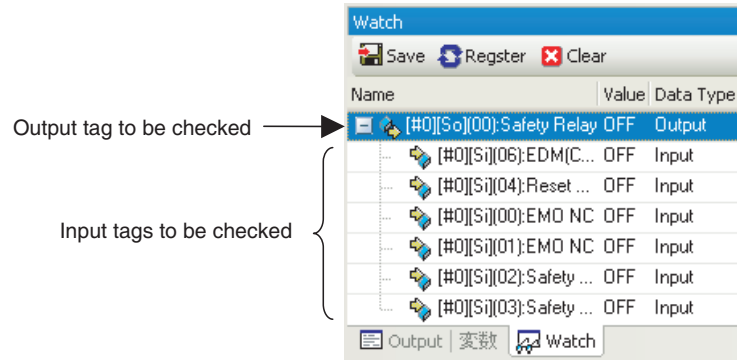 Watch
Save Regster Clear
Name Value Data Type
Output tag to be checked
[#0][So](00):Safety Relay OFF Output
[#0][Si](06):EDM(C... OFF Input
[#0][Si](04):Reset ... OFF Input
Input tags to be checked
[#0][Si](00):EMO NC OFF Input
[#0][Si](01):EMO NC OFF Input
[#0][Si](02):Safety ... OFF Input
[#0][Si](03):Safety ... OFF Input
Output 変数 Watch